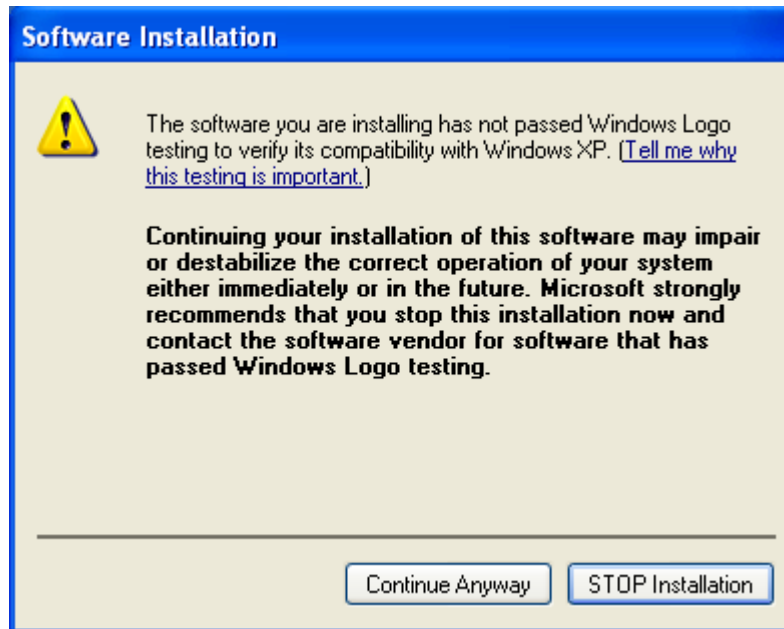 Software Installation
The software you are installing has not passed Windows Logo
testing to verify its compatibility with Windows XP. (Tell me why
this testing is important.)
Continuing your installation of this software may impair
or destabilize the correct operation of your system
either immediately or in the future. Microsoft strongly
recommends that you stop this installation now and
contact the software vendor for software that has
passed Windows Logo testing.
Continue Anyway
STOP Installation